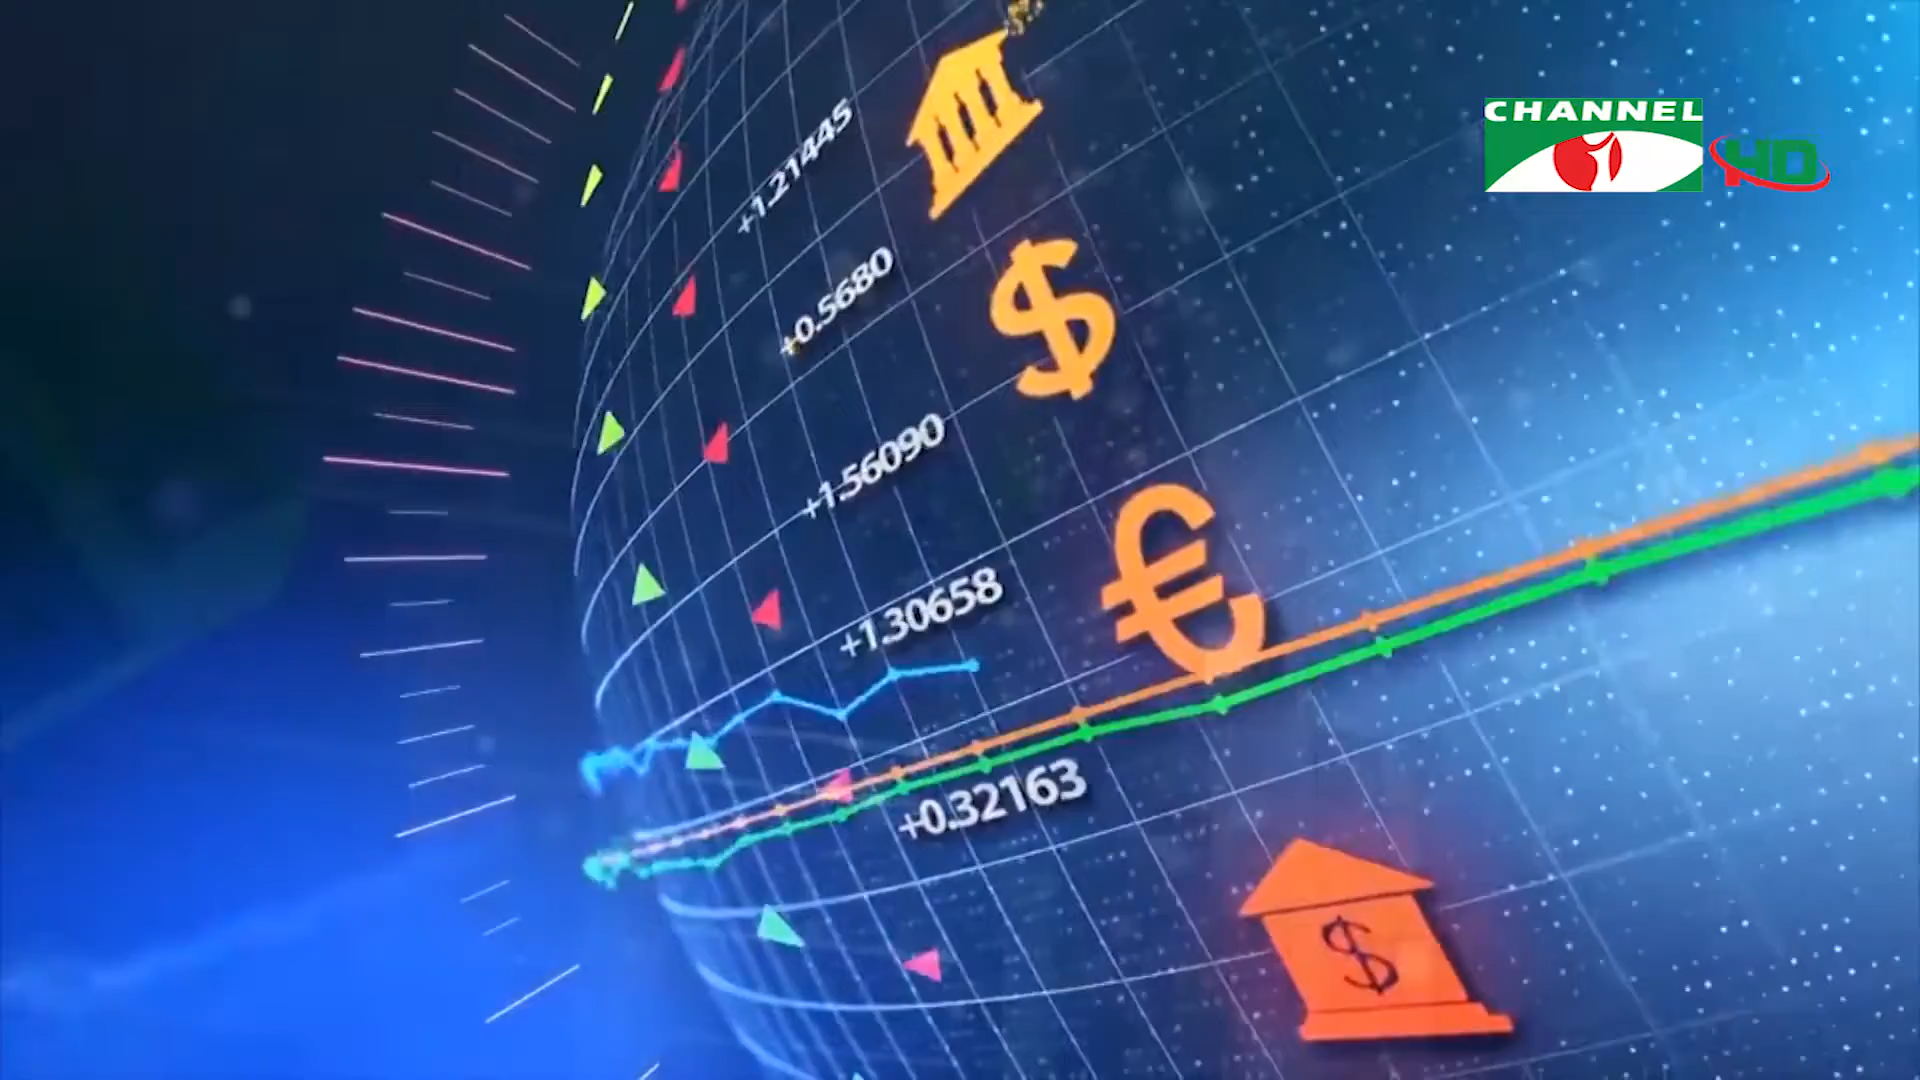 CHANNEL
i
HD
+1.21445
+0.5680
$
+1.56090
€
+1.30658
+0.32163
$